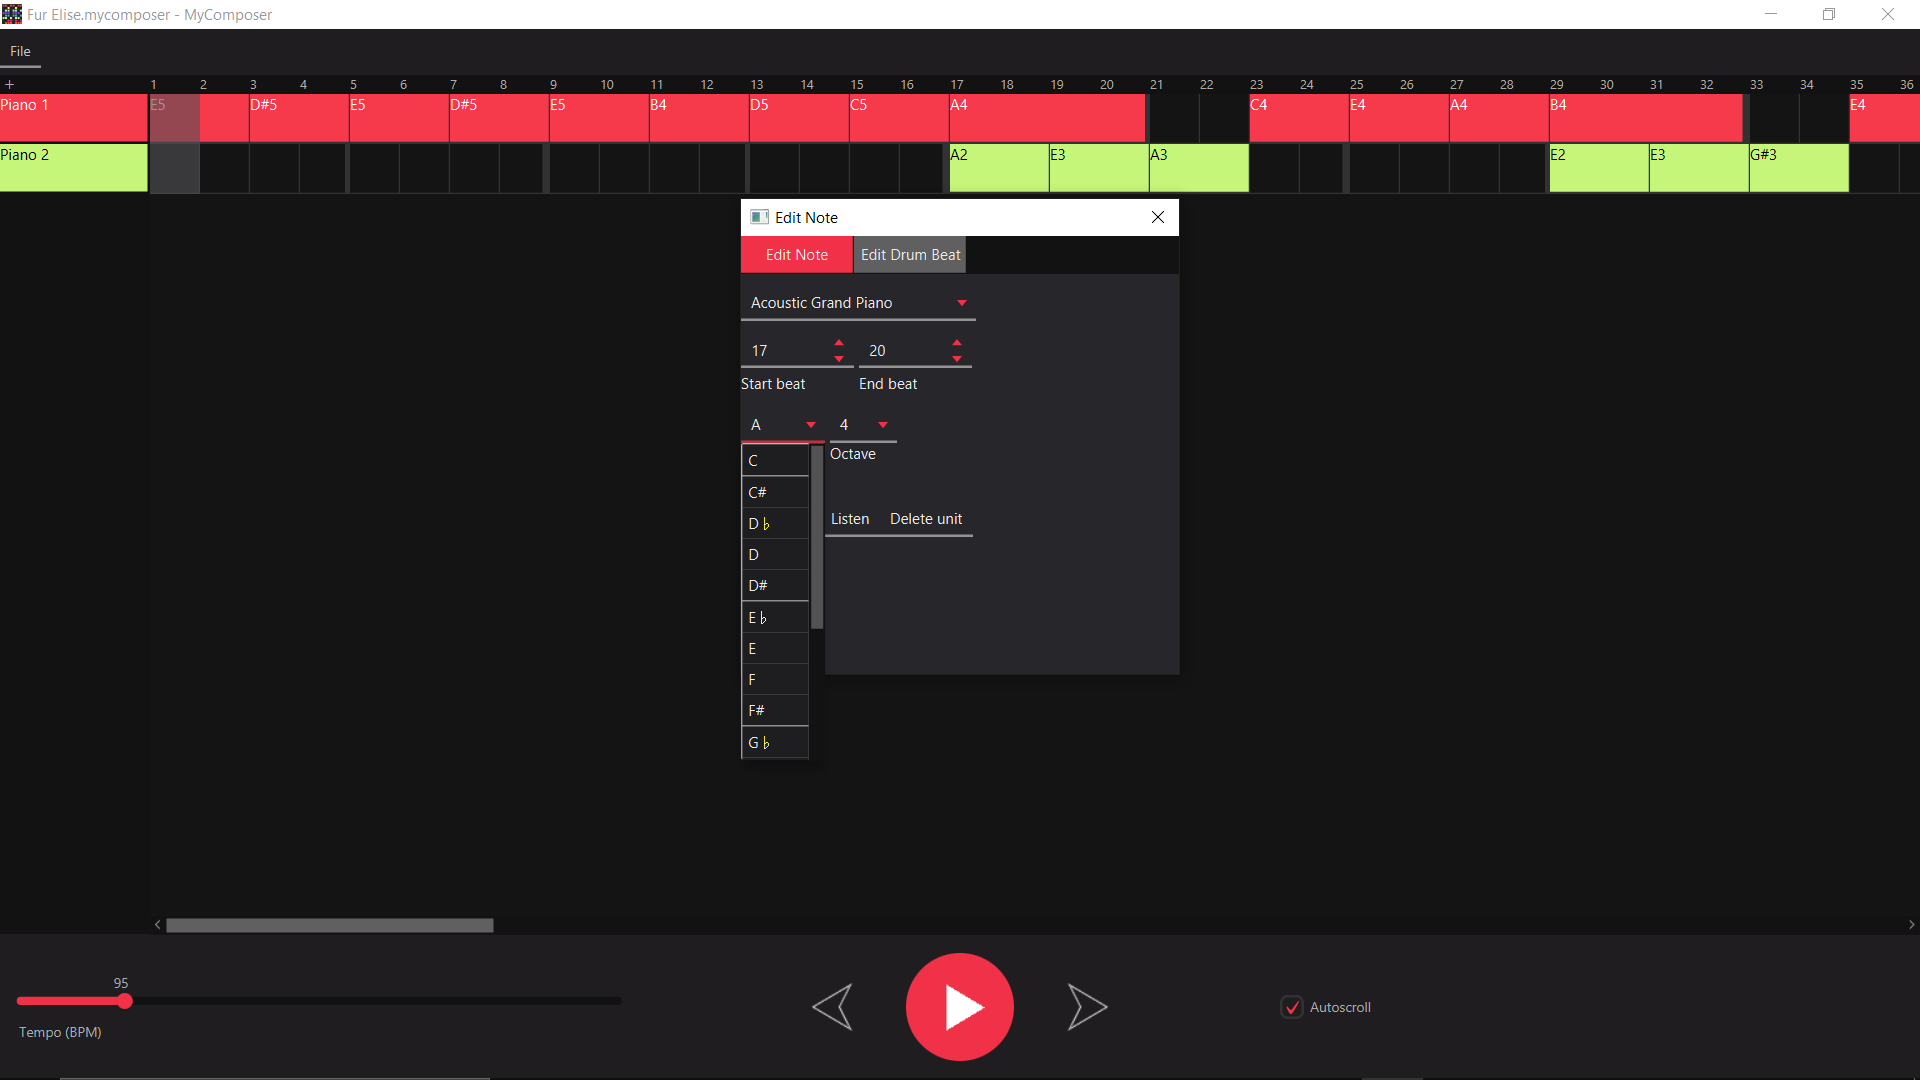 Fur Elise.mycomposer - MyComposer
File
+ 1 2 3 4 5 6 7 8 9 10 11 12 13 14 15 16 17 18 19 20 21 22 23 24 25 26 27 28 29 30 31 32 33 34 35 36
Piano 1 E5 D#5 E5 D#5 E5 B4 D5 C5 A4 C4 E4 A4 B4 E4
Piano 2 A2 E3 A3 E2 E3 G#3
Edit Note
Edit Note Edit Drum Beat
Acoustic Grand Piano
17 20
Start beat End beat
A 4
Octave
C
C#
D♭
D
D#
E♭
E
F
F#
G♭
Listen Delete unit
95
Tempo (BPM)
Autoscroll